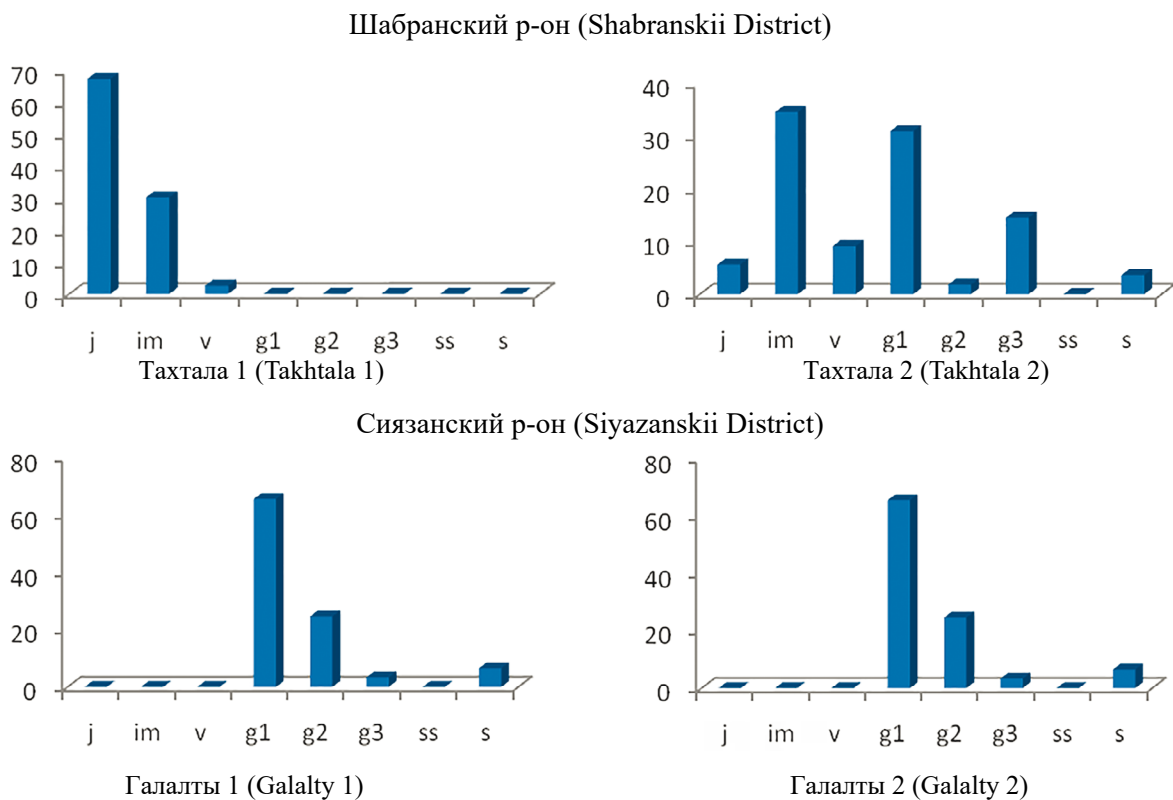 Шабранский р-он (Shabranskii District)
70
60
50
40
30
20
10
0
j im v g1 g2 g3 ss s
Тахтала 1 (Takhtala 1)
40
30
20
10
0
j im v g1 g2 g3 ss s
Тахтала 2 (Takhtala 2)
Сиязанский р-он (Siyazanskii District)
80
60
40
20
0
j im v g1 g2 g3 ss s
Галалты 1 (Galalty 1)
80
60
40
20
0
j im v g1 g2 g3 ss s
Галалты 2 (Galalty 2)